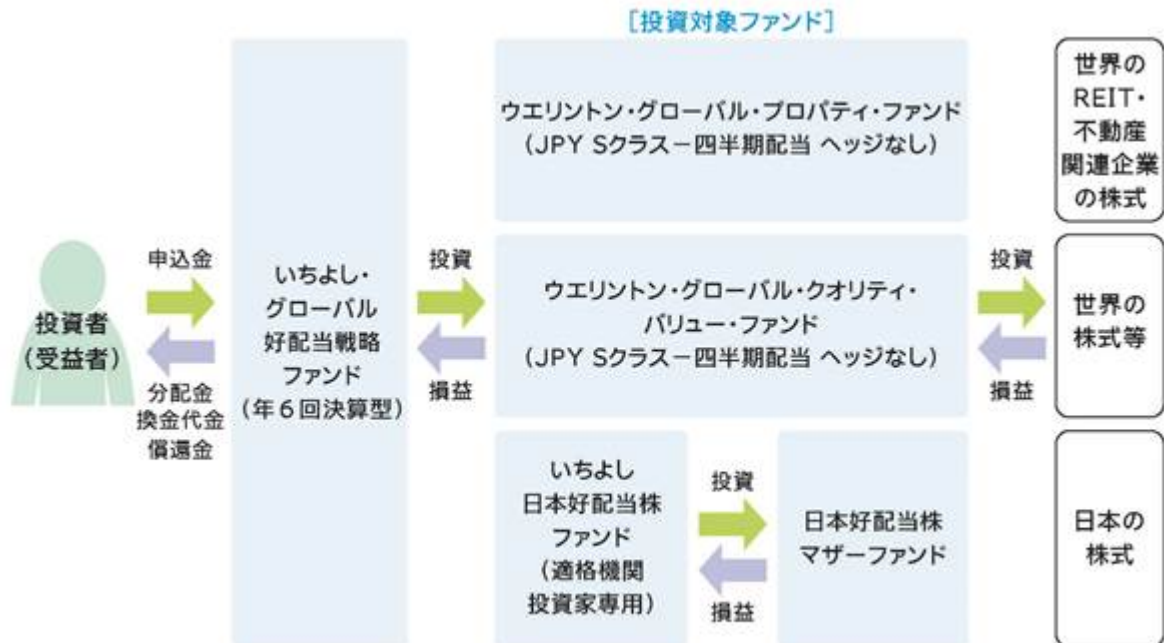 [投資対象ファンド]
ウエリントン・グローバル・プロパティ・ファンド
(JPY Sクラス－四半期配当 ヘッジなし)
世界の
REIT・
不動産
関連企業
の株式
投資者
(受益者)
申込金
分配金
換金代金
償還金
いちよし・
グローバル
好配当戦略
ファンド
(年6回決算型)
投資
損益
ウエリントン・グローバル・クオリティ・
バリュー・ファンド
(JPY Sクラス－四半期配当 ヘッジなし)
投資
損益
世界の
株式等
いちよし
日本好配当株
ファンド
(適格機関
投資家専用)
投資
損益
日本好配当株
マザーファンド
日本の
株式